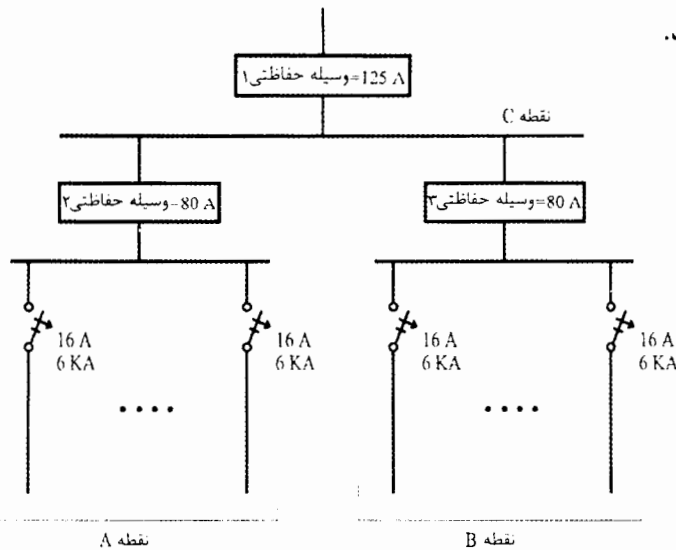 وسیله حفاظتی۱=125 A
نقطه C
وسیله حفاظتی۲=80 A
وسیله حفاظتی۳=80 A
16 A
6 KA
16 A
6 KA
16 A
6 KA
16 A
6 KA
نقطه A
نقطه B